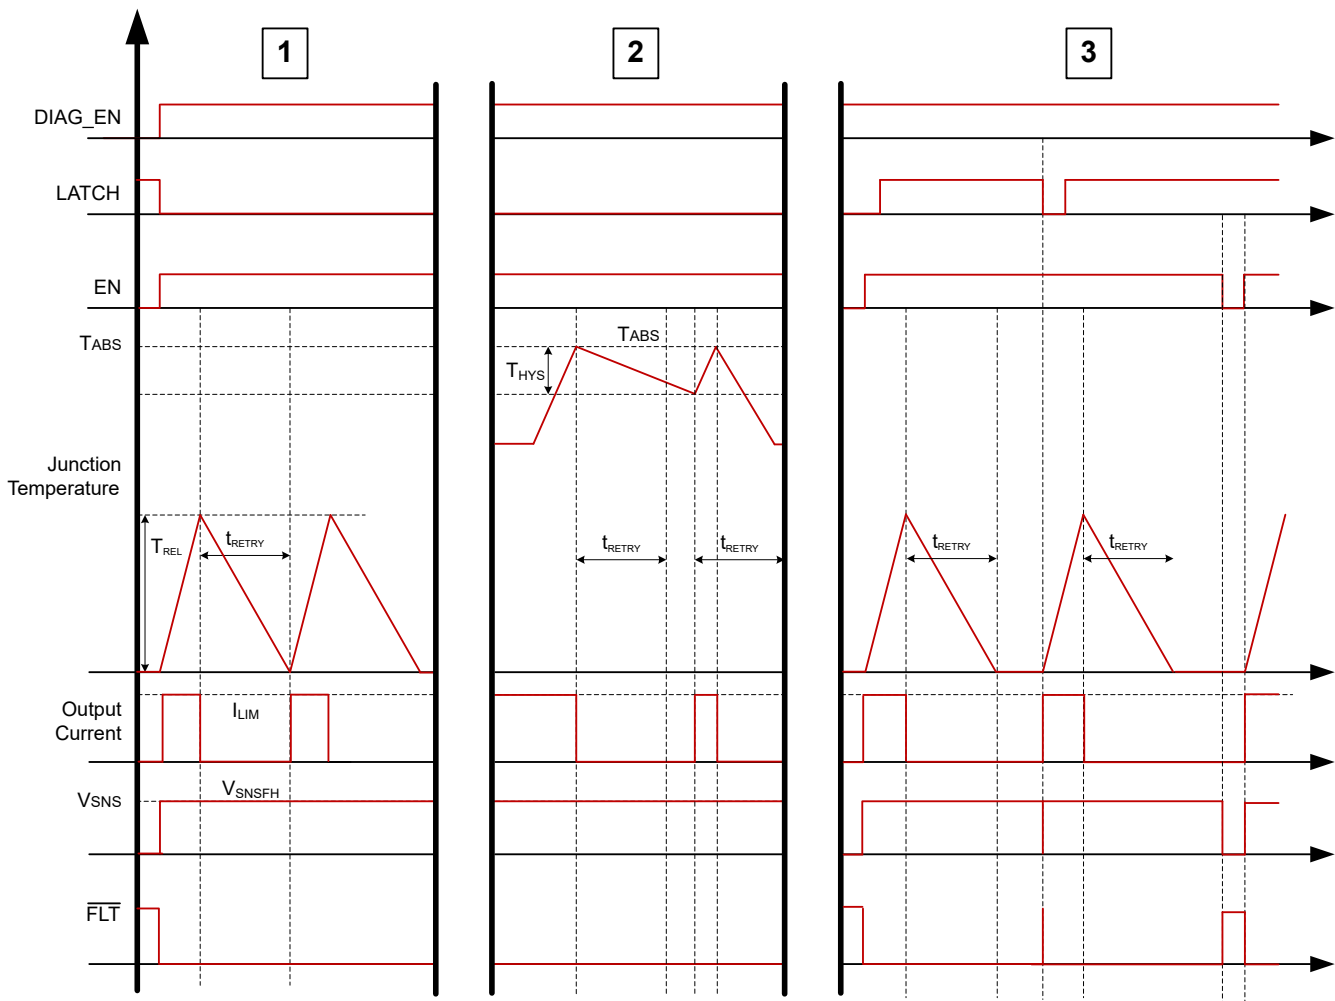 1
2
3
DIAG_EN
LATCH
EN
TABS
TABS
THYS
Junction
Temperature
TREL
tRETRY
tRETRY
tRETRY
tRETRY
tRETRY
Output
Current
ILIM
VSNS
VSNSFH
FLT